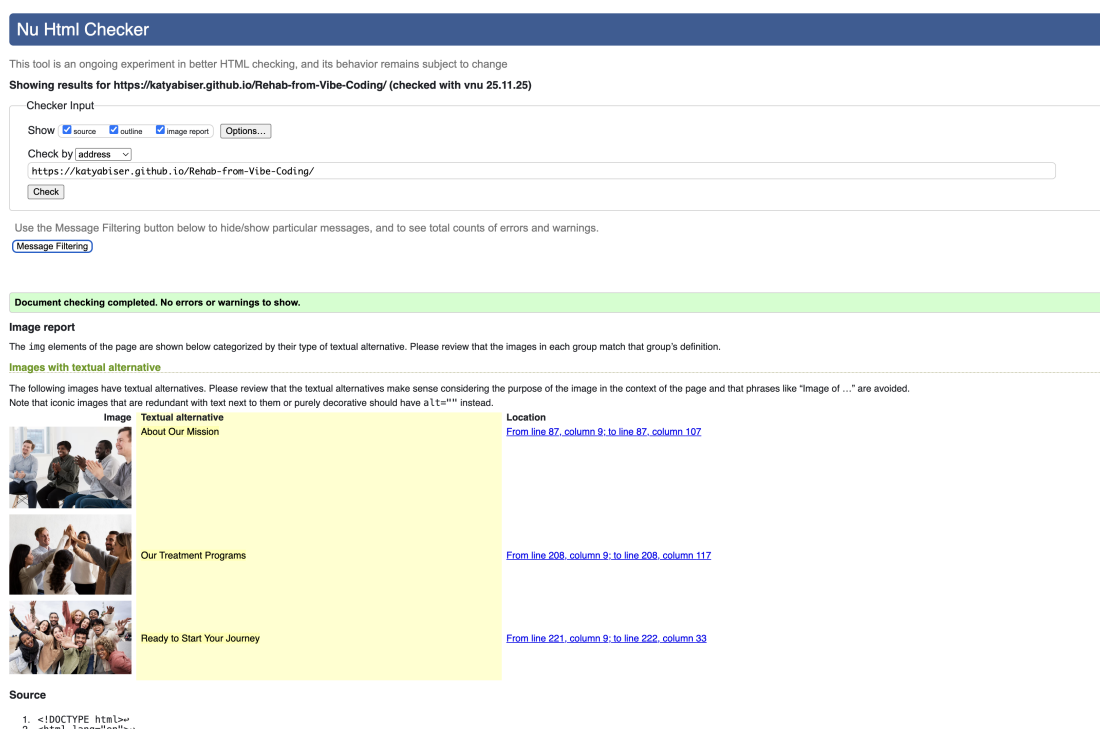 Nu Html Checker
This tool is an ongoing experiment in better HTML checking, and its behavior remains subject to change
Showing results for https://katyabiser.github.io/Rehab-from-Vibe-Coding/ (checked with vnu 25.11.25)
Checker Input
Show source outline image report Options...
Check by address
https://katyabiser.github.io/Rehab-from-Vibe-Coding/
Check
Use the Message Filtering button below to hide/show particular messages, and to see total counts of errors and warnings.
Message Filtering
Document checking completed. No errors or warnings to show.
Image report
The img elements of the page are shown below categorized by their type of textual alternative. Please review that the images in each group match that group’s definition.
Images with textual alternative
The following images have textual alternatives. Please review that the textual alternatives make sense considering the purpose of the image in the context of the page and that phrases like “Image of …” are avoided.
Note that iconic images that are redundant with text next to them or purely decorative should have alt="" instead.
Image Textual alternative Location
About Our Mission From line 87, column 9; to line 87, column 107
Our Treatment Programs From line 208, column 9; to line 208, column 117
Ready to Start Your Journey From line 221, column 9; to line 222, column 33
Source
1. <!DOCTYPE html>↩
2. <html lang="en">↩